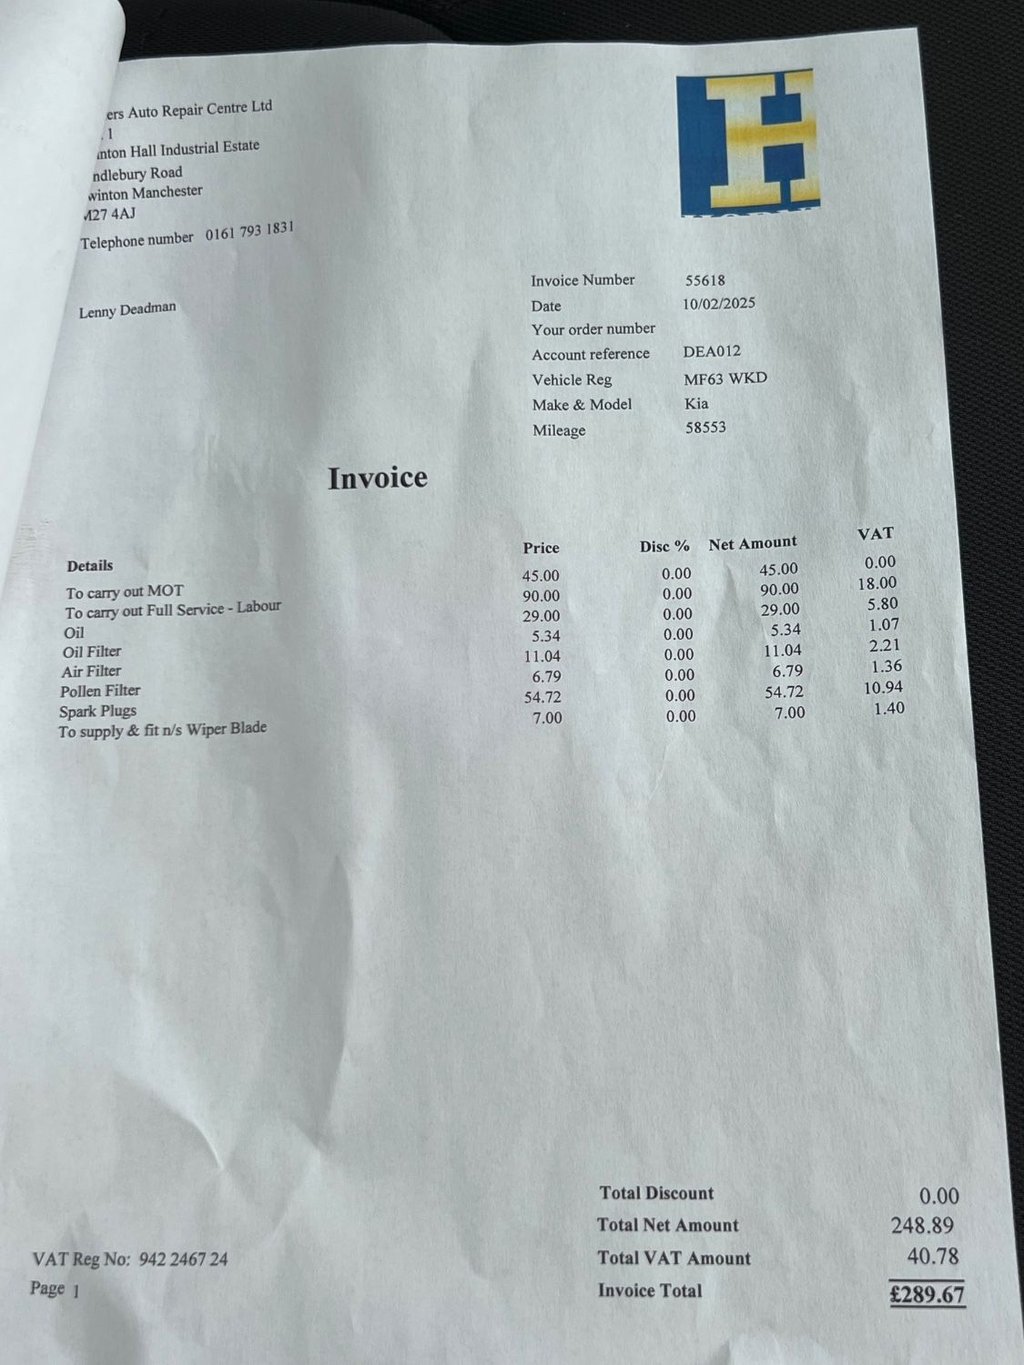 ers Auto Repair Centre Ltd
1
nton Hall Industrial Estate
ndlebury Road
winton Manchester
M27 4AJ
Telephone number 0161 793 1831
H
Lenny Deadman
Invoice Number 55618
Date 10/02/2025
Your order number
Account reference DEA012
Vehicle Reg MF63 WKD
Make & Model Kia
Mileage 58553
Invoice
Details Price Disc % Net Amount VAT
To carry out MOT 45.00 0.00 45.00 0.00
To carry out Full Service - Labour 90.00 0.00 90.00 18.00
Oil 29.00 0.00 29.00 5.80
Oil Filter 5.34 0.00 5.34 1.07
Air Filter 11.04 0.00 11.04 2.21
Pollen Filter 6.79 0.00 6.79 1.36
Spark Plugs 54.72 0.00 54.72 10.94
To supply & fit n/s Wiper Blade 7.00 0.00 7.00 1.40
Total Discount 0.00
Total Net Amount 248.89
Total VAT Amount 40.78
Invoice Total £289.67
VAT Reg No: 942 2467 24
Page 1